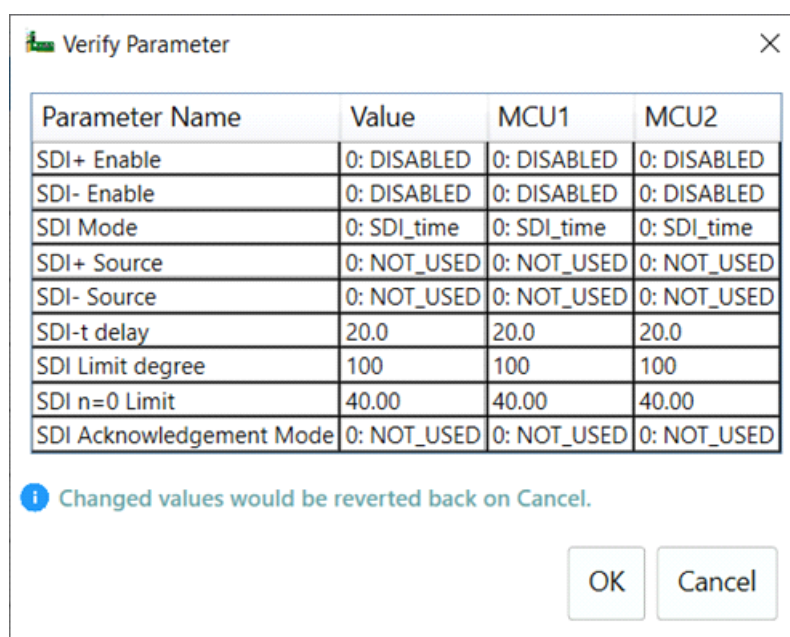 Verify Parameter
Parameter Name Value MCU1 MCU2
SDI+ Enable 0: DISABLED 0: DISABLED 0: DISABLED
SDI- Enable 0: DISABLED 0: DISABLED 0: DISABLED
SDI Mode 0: SDI_time 0: SDI_time 0: SDI_time
SDI+ Source 0: NOT_USED 0: NOT_USED 0: NOT_USED
SDI- Source 0: NOT_USED 0: NOT_USED 0: NOT_USED
SDI-t delay 20.0 20.0 20.0
SDI Limit degree 100 100 100
SDI n=0 Limit 40.00 40.00 40.00
SDI Acknowledgement Mode 0: NOT_USED 0: NOT_USED 0: NOT_USED
Changed values would be reverted back on Cancel.
OK Cancel